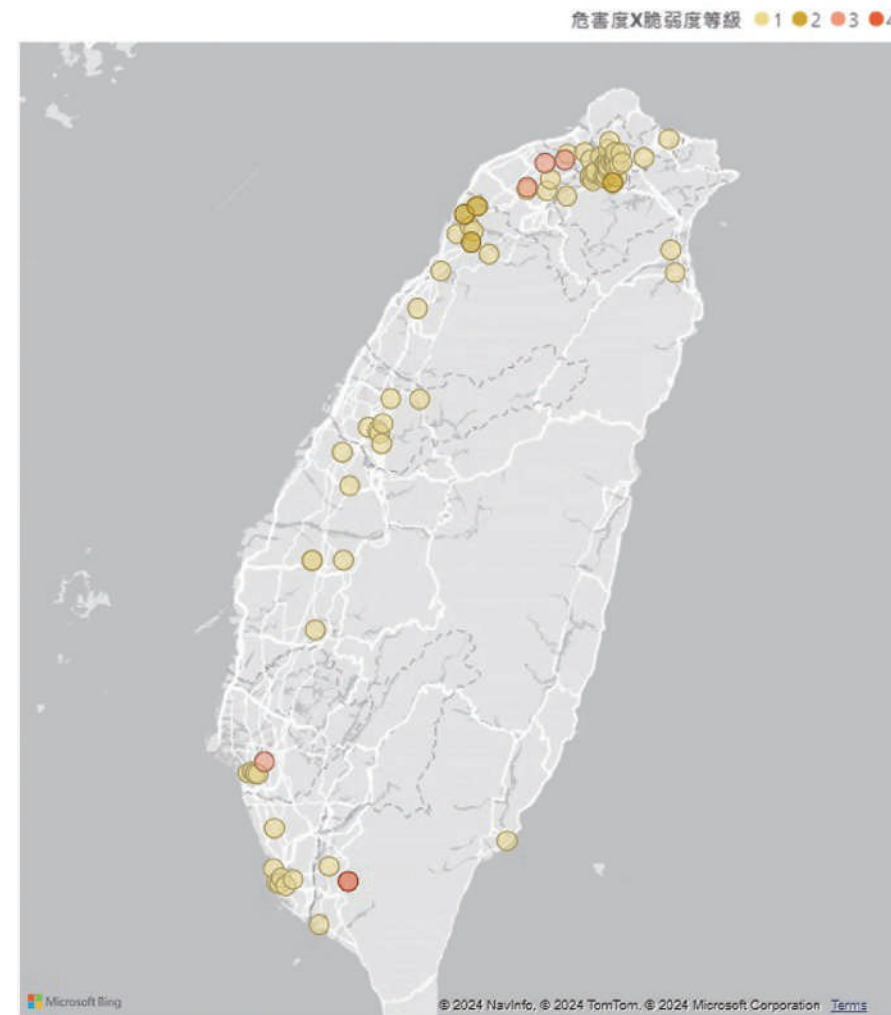 危害度X脆弱度等級 1 2 3 4
Microsoft Bing
© 2024 NavInfo, © 2024 TomTom, © 2024 Microsoft Corporation Terms